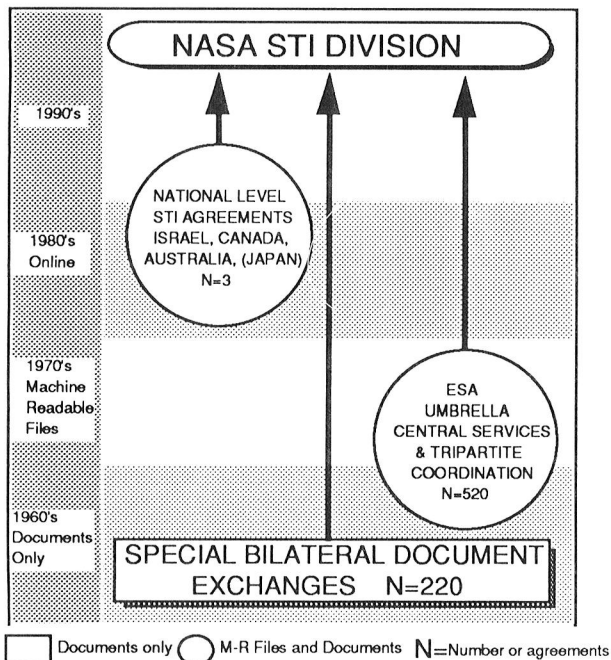 NASA STI DIVISION
1990's
NATIONAL LEVEL
STI AGREEMENTS
ISRAEL, CANADA,
AUSTRALIA, (JAPAN)
N=3
1980's
Online
1970's
Machine
Readable
Files
ESA
UMBRELLA
CENTRAL SERVICES
& TRIPARTITE
COORDINATION
N=520
1960's
Documents
Only
SPECIAL BILATERAL DOCUMENT
EXCHANGES N=220
Documents only M-R Files and Documents N=Number or agreements